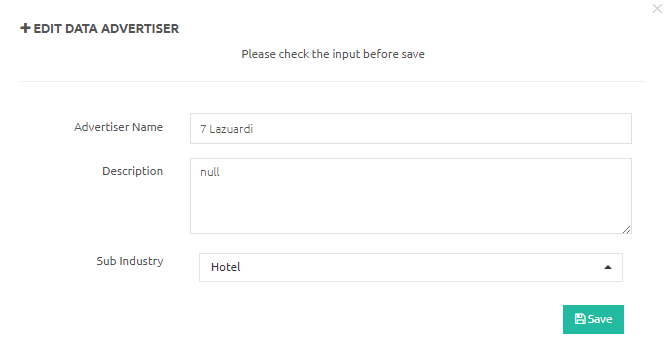 EDIT DATA ADVERTISER
Please check the input before save
Advertiser Name
7 Lazuardi
Description
null
Sub Industry
Hotel
Save